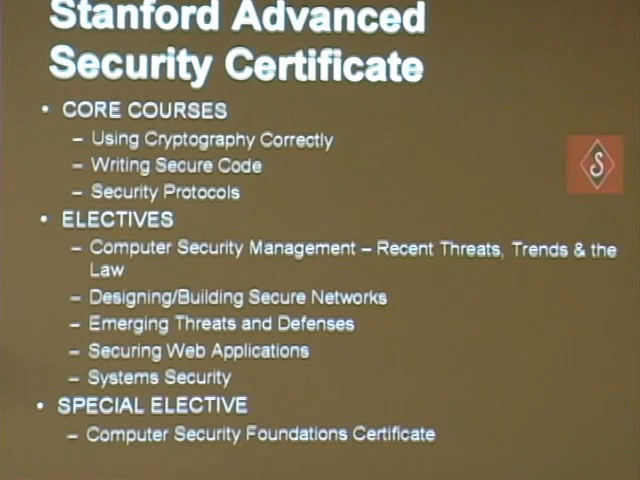 Stanford Advanced
Security Certificate
• CORE COURSES
– Using Cryptography Correctly
– Writing Secure Code
– Security Protocols
• ELECTIVES
– Computer Security Management – Recent Threats, Trends & the
Law
– Designing/Building Secure Networks
– Emerging Threats and Defenses
– Securing Web Applications
– Systems Security
• SPECIAL ELECTIVE
– Computer Security Foundations Certificate
S